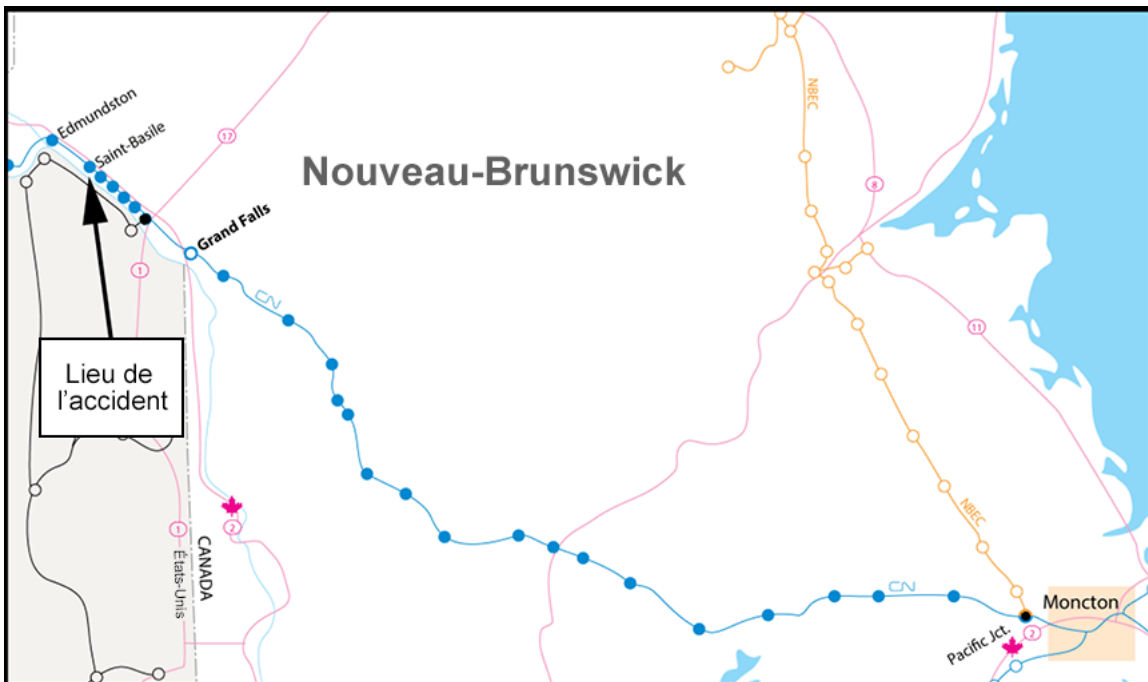 Edmundston
Saint-Basile
17
NBEC
8
Nouveau-Brunswick
Grand Falls
1
CN
11
Lieu de
l'accident
2
1
États-Unis
CANADA
NBEC
CN
Moncton
Pacific Jct.
2